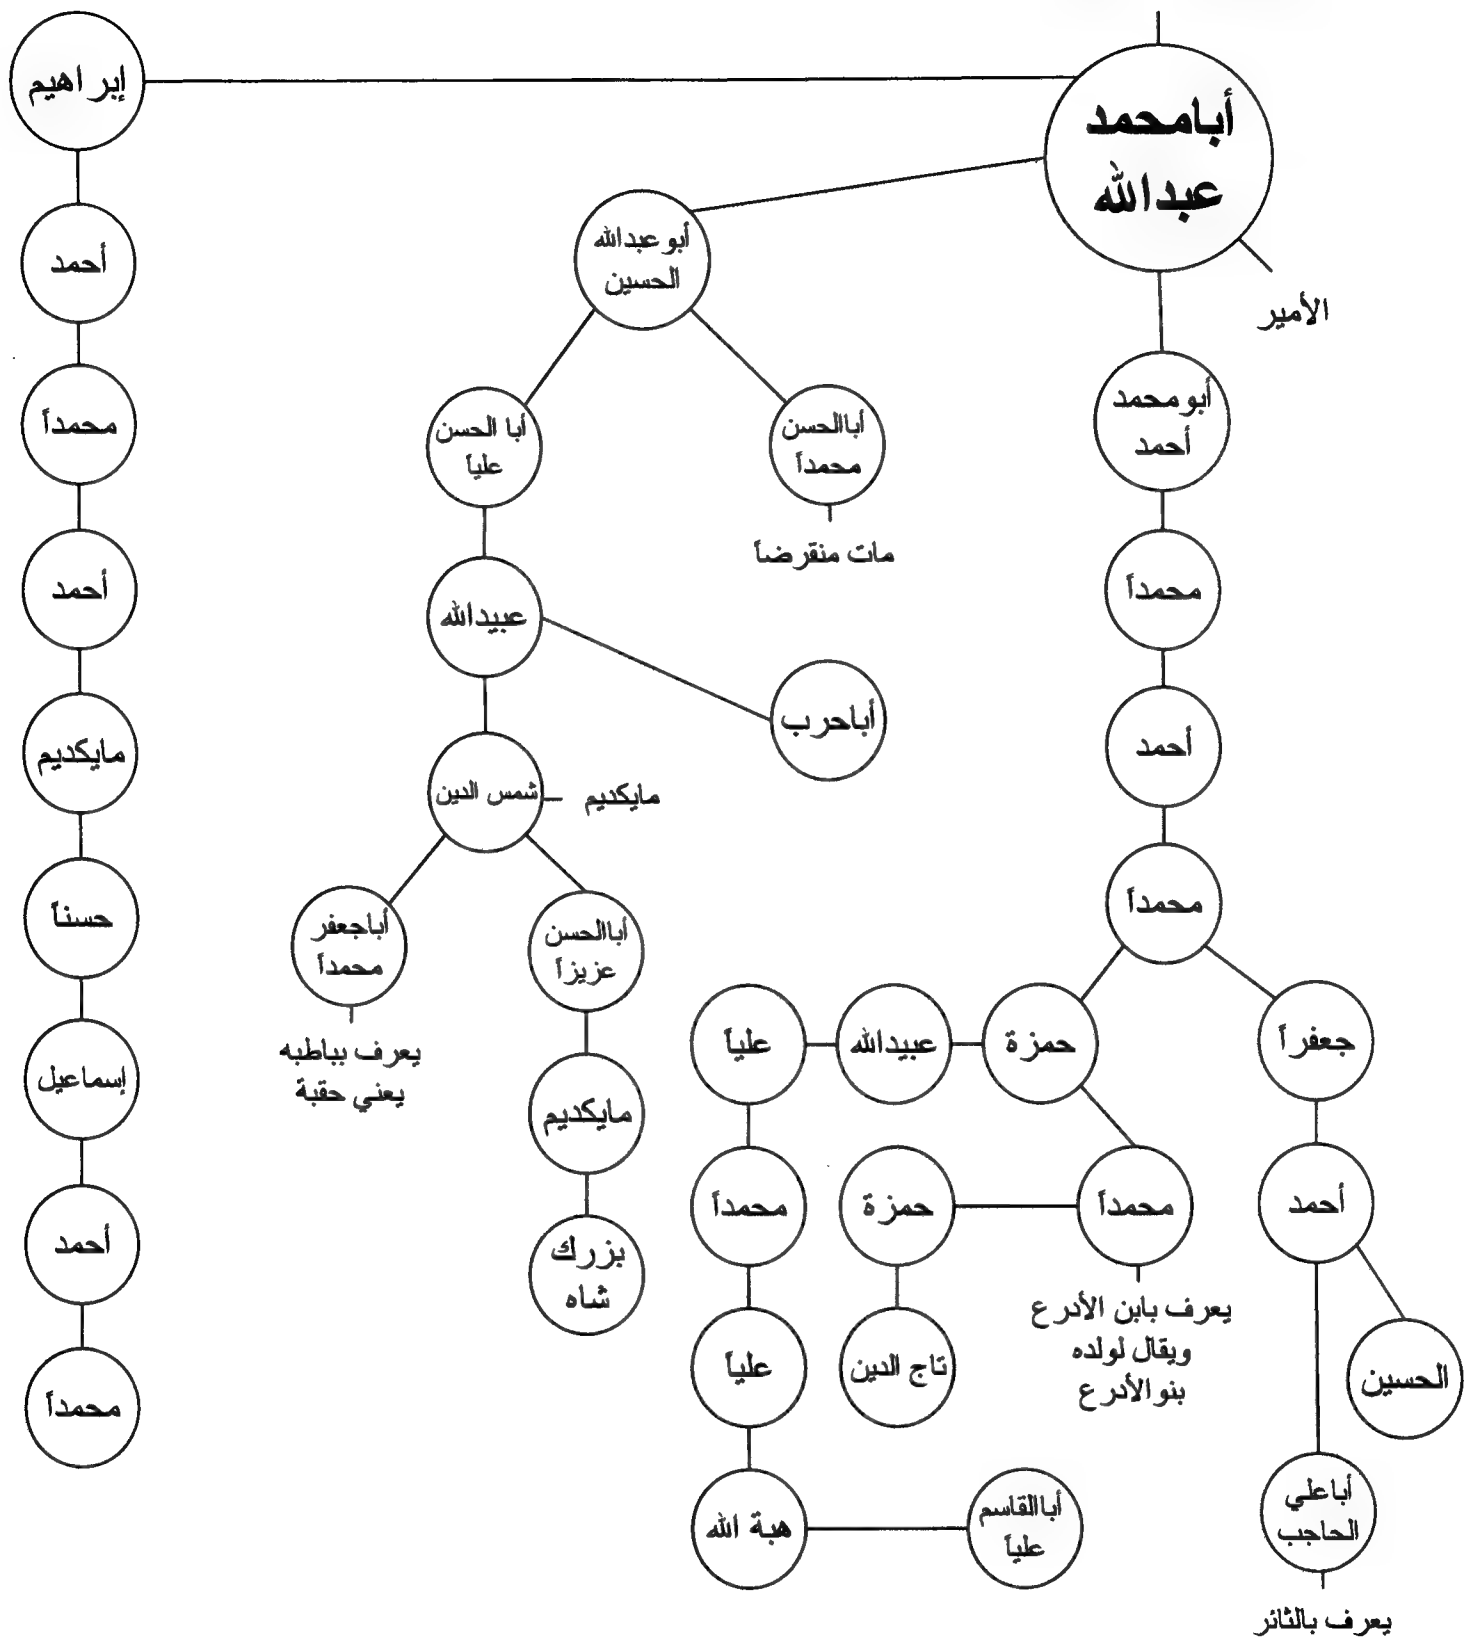 أبامحمد
عبدالله
الأمير
إبراهيم
أبوعبدالله
الحسين
أبومحمد
أحمد
محمداً
أحمد
محمداً
جعفراً
أحمد
الحسين
أباعلي
الحاجب
يعرف بالثائر
حمزة
محمداً
يعرف بابن الأدرع
ويقال لولده
بنوالأدرع
حمزة
تاج الدين
عبيدالله
علياً
محمداً
علياً
هبة الله
أباالقاسم
علياً
أباالحسن
محمداً
مات منقرضاً
أبا الحسن
علياً
عبيدالله
أباحرب
شمس الدين
مايكديم
أباالحسن
عزيزاً
مايكديم
بزرك
شاه
أباجعفر
محمداً
يعرف بباطبه
يعني حقبة
أحمد
محمداً
أحمد
مايكديم
حسناً
إسماعيل
أحمد
محمداً